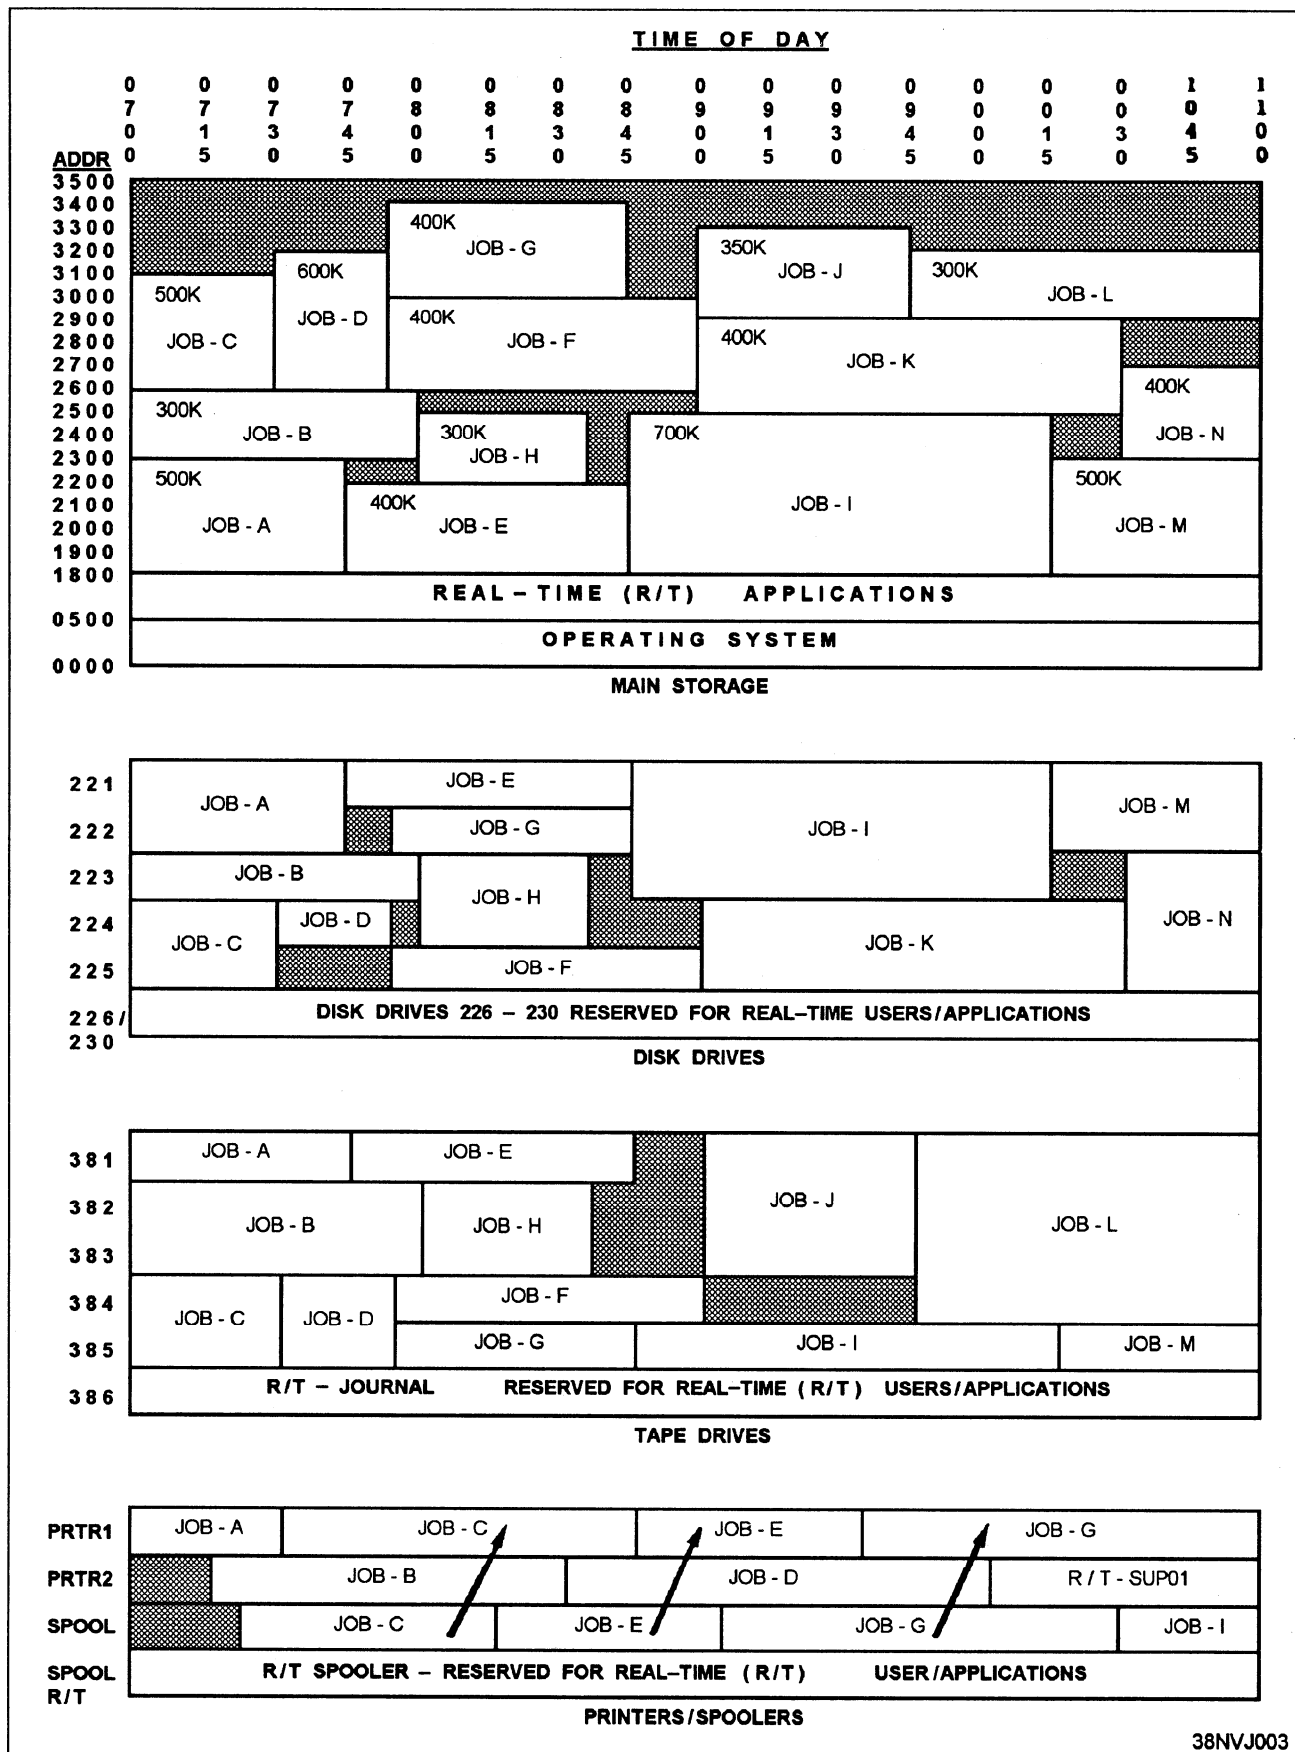 TIME OF DAY
0700 0715 0730 0745 0800 0815 0830 0845 0900 0915 0930 0945 0000 0015 0030 1045 1100
ADDR
3500
3400
3300
3200
3100
3000
2900
2800
2700
2600
2500
2400
2300
2200
2100
2000
1900
1800
0500
0000
400K
JOB - G
600K
JOB - D
350K
JOB - J
300K
JOB - L
500K
JOB - C
400K
JOB - F
400K
JOB - K
300K
JOB - B
300K
JOB - H
700K
JOB - I
400K
JOB - N
500K
JOB - A
400K
JOB - E
500K
JOB - M
REAL - TIME (R/T) APPLICATIONS
OPERATING SYSTEM
MAIN STORAGE
221
222
223
224
225
226/
230
JOB - A
JOB - E
JOB - G
JOB - I
JOB - M
JOB - B
JOB - H
JOB - C
JOB - D
JOB - F
JOB - K
JOB - N
DISK DRIVES 226 - 230 RESERVED FOR REAL-TIME USERS/APPLICATIONS
DISK DRIVES
381
382
383
384
385
386
JOB - A
JOB - E
JOB - B
JOB - H
JOB - J
JOB - L
JOB - C
JOB - D
JOB - F
JOB - G
JOB - I
JOB - M
R/T - JOURNAL RESERVED FOR REAL-TIME (R/T) USERS/APPLICATIONS
TAPE DRIVES
PRTR1 JOB - A JOB - C JOB - E JOB - G
PRTR2 JOB - B JOB - D R / T - SUP01
SPOOL JOB - C JOB - E JOB - G JOB - I
SPOOL R/T SPOOLER - RESERVED FOR REAL-TIME (R/T) USER/APPLICATIONS
R/T
PRINTERS/SPOOLERS
38NVJ003